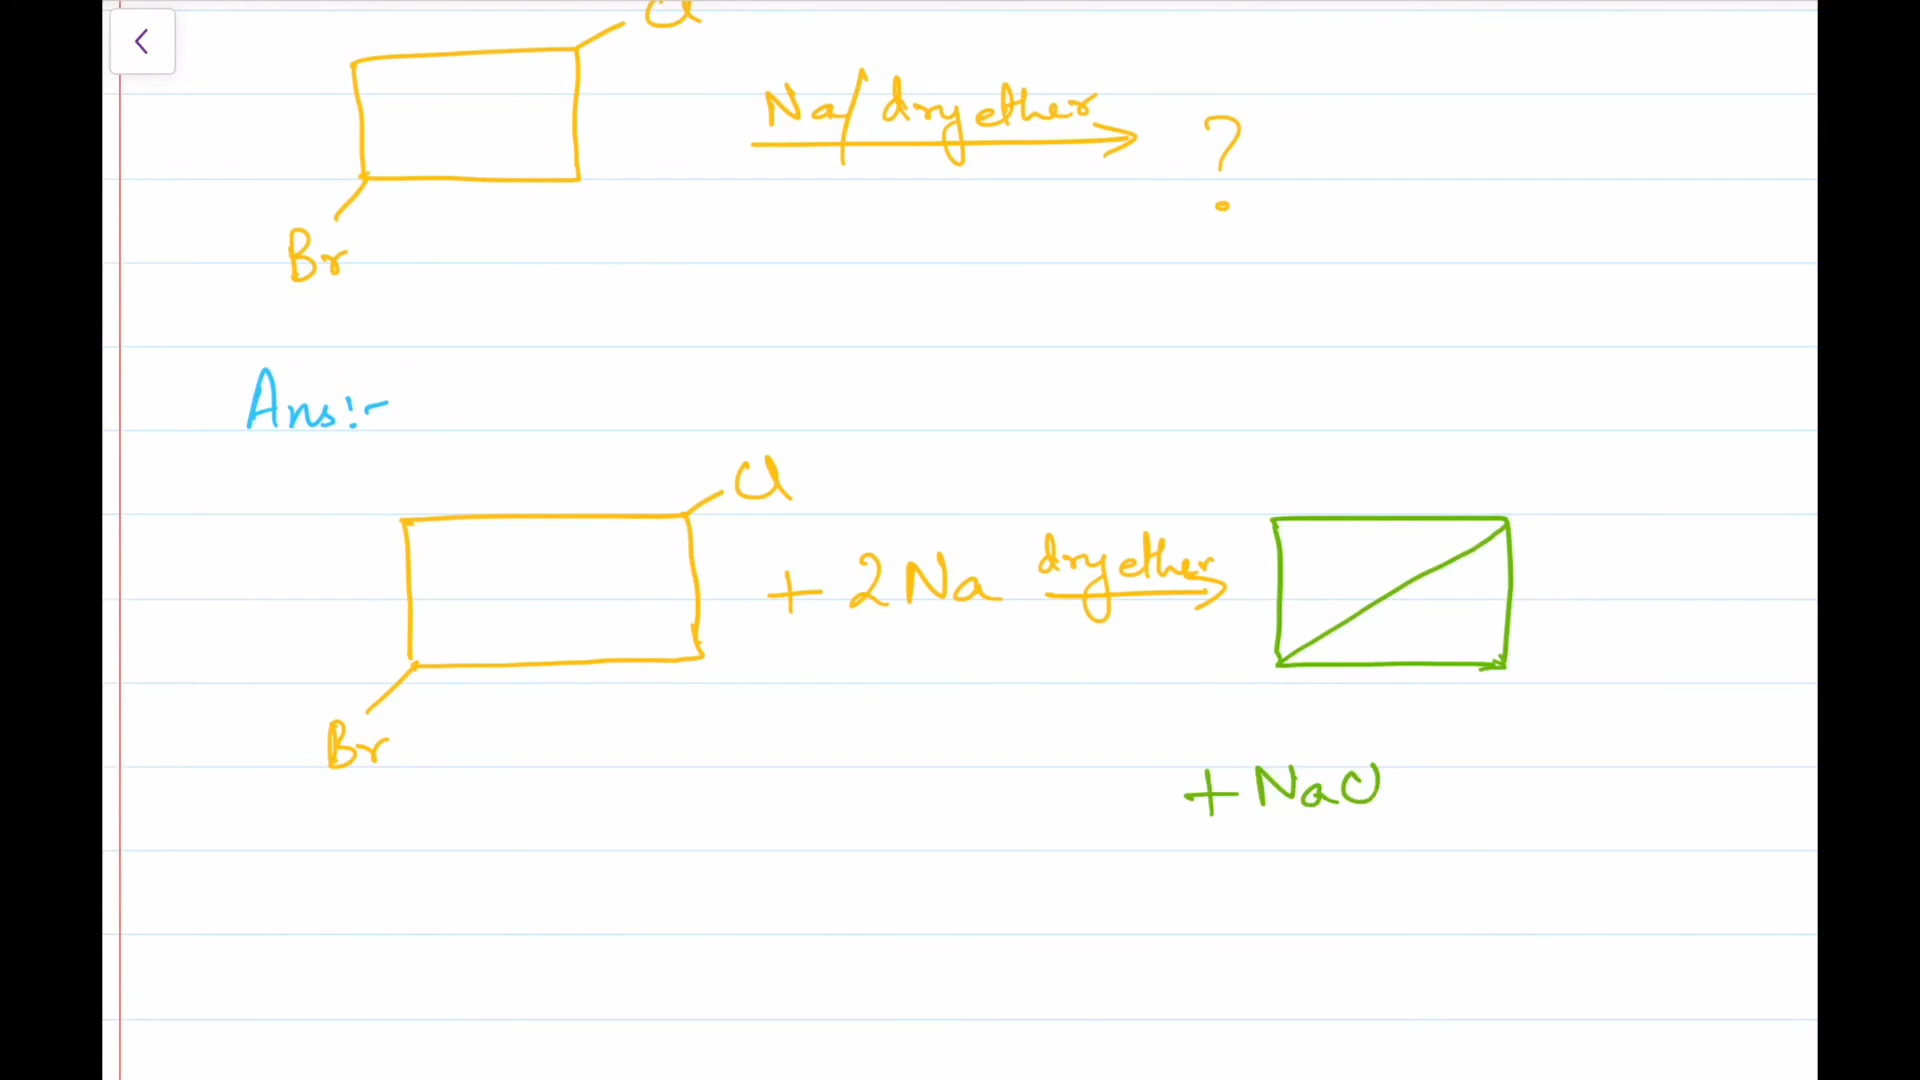 Cl
Na/dry ether
?
Br
Ans:-
Cl
+ 2Na dry ether
Br
+ NaCl